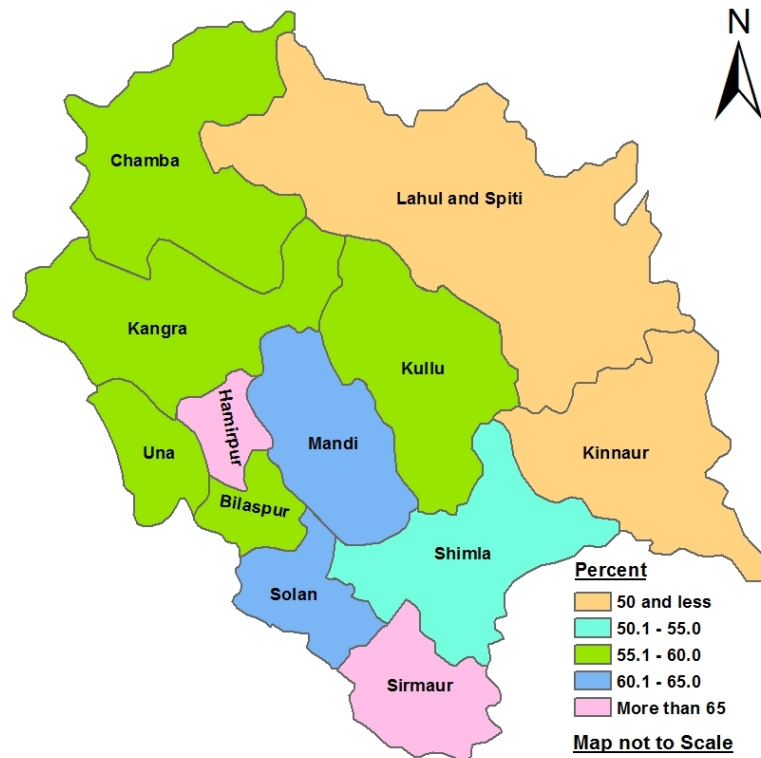 N
Chamba
Lahul and Spiti
Kangra
Kullu
Hamirpur
Mandi
Una
Kinnaur
Bilaspur
Shimla
Solan
Sirmaur
Percent
50 and less
50.1 - 55.0
55.1 - 60.0
60.1 - 65.0
More than 65
Map not to Scale